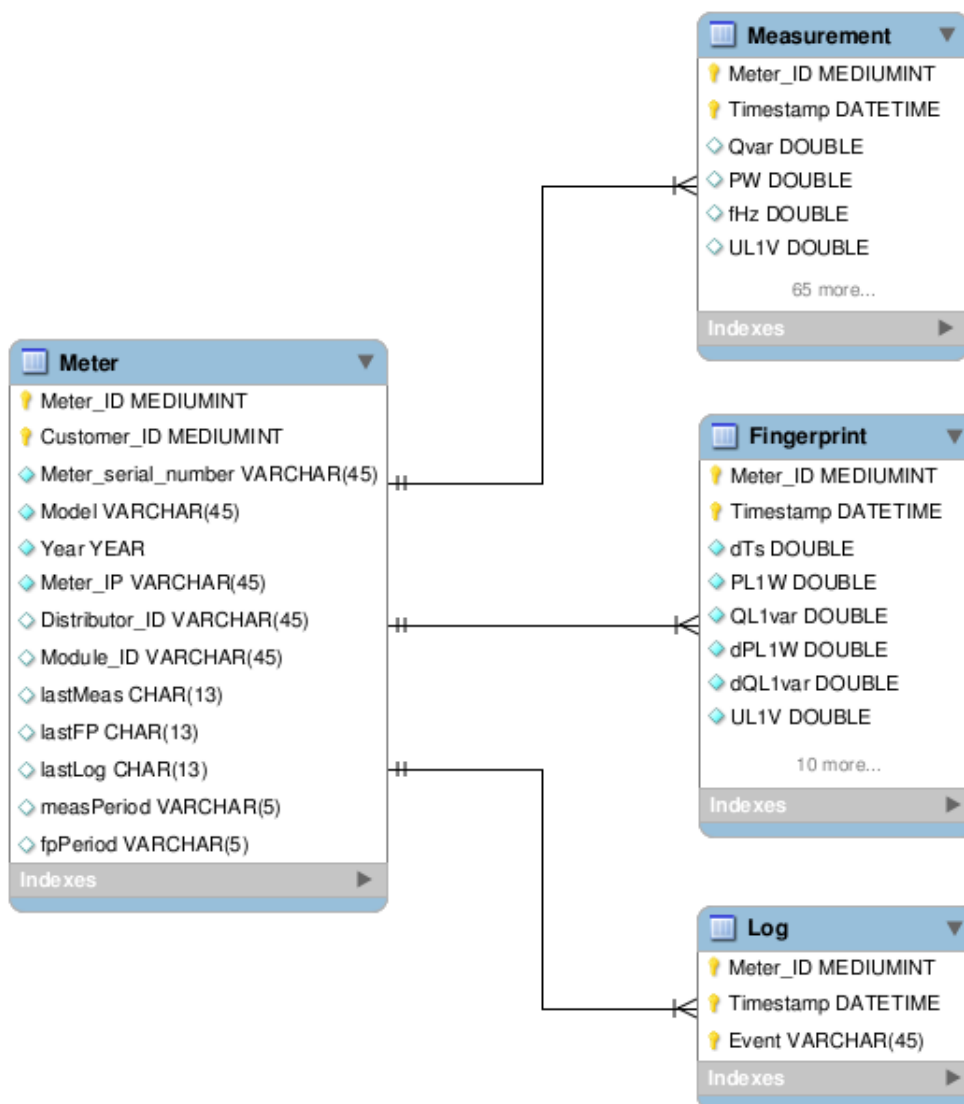 Measurement
Meter_ID MEDIUMINT
Timestamp DATETIME
Qvar DOUBLE
PW DOUBLE
fHz DOUBLE
UL1V DOUBLE
65 more...
Indexes
Meter
Meter_ID MEDIUMINT
Customer_ID MEDIUMINT
Meter_serial_number VARCHAR(45)
Model VARCHAR(45)
Year YEAR
Meter_IP VARCHAR(45)
Distributor_ID VARCHAR(45)
Module_ID VARCHAR(45)
lastMeas CHAR(13)
lastFP CHAR(13)
lastLog CHAR(13)
measPeriod VARCHAR(5)
fpPeriod VARCHAR(5)
Indexes
Fingerprint
Meter_ID MEDIUMINT
Timestamp DATETIME
dTs DOUBLE
PL1W DOUBLE
QL1var DOUBLE
dPL1W DOUBLE
dQL1var DOUBLE
UL1V DOUBLE
10 more...
Indexes
Log
Meter_ID MEDIUMINT
Timestamp DATETIME
Event VARCHAR(45)
Indexes